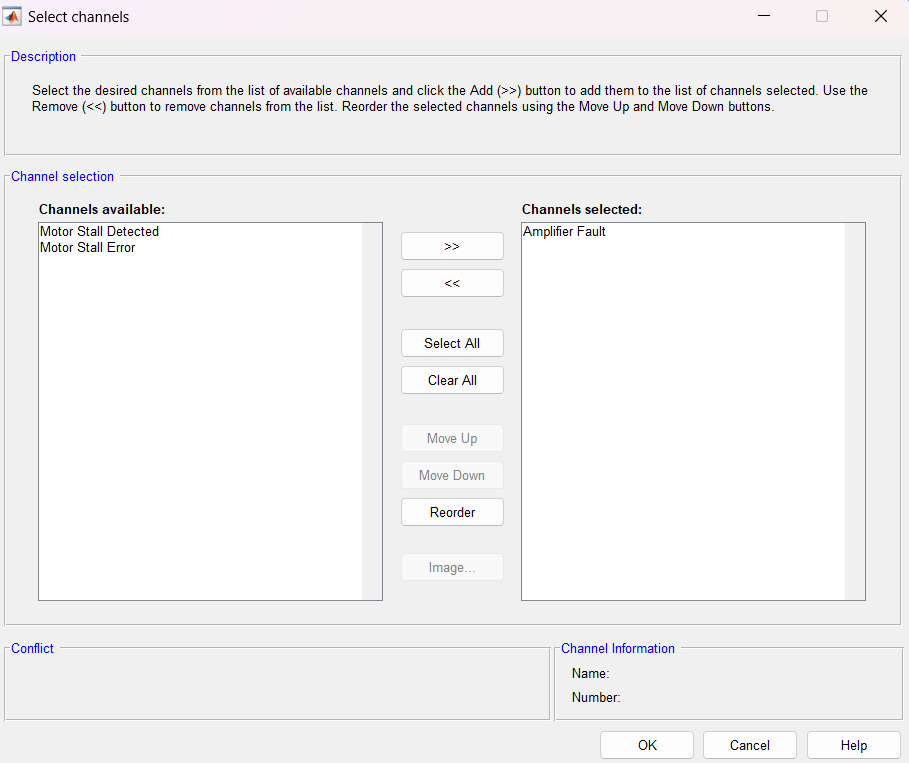 Select channels
Description
Select the desired channels from the list of available channels and click the Add (>>) button to add them to the list of channels selected. Use the
Remove (<<) button to remove channels from the list. Reorder the selected channels using the Move Up and Move Down buttons.
Channel selection
Channels available:
Motor Stall Detected
Motor Stall Error
>>
<<
Select All
Clear All
Move Up
Move Down
Reorder
Image...
Channels selected:
Amplifier Fault
Conflict
Channel Information
Name:
Number:
OK
Cancel
Help